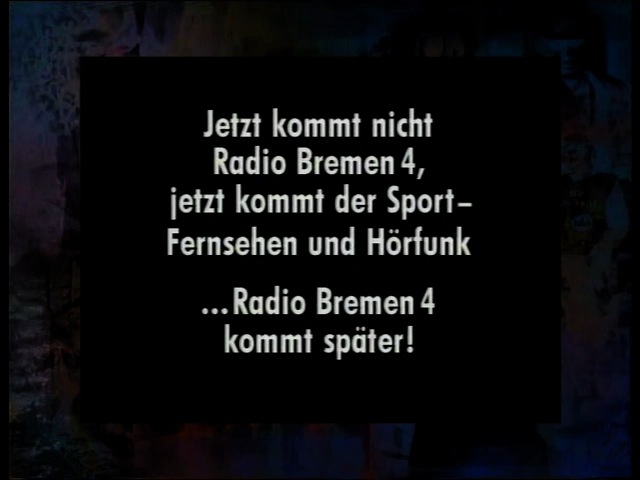 Jetzt kommt nicht
Radio Bremen 4,
jetzt kommt der Sport–
Fernsehen und Hörfunk
...Radio Bremen 4
kommt später!